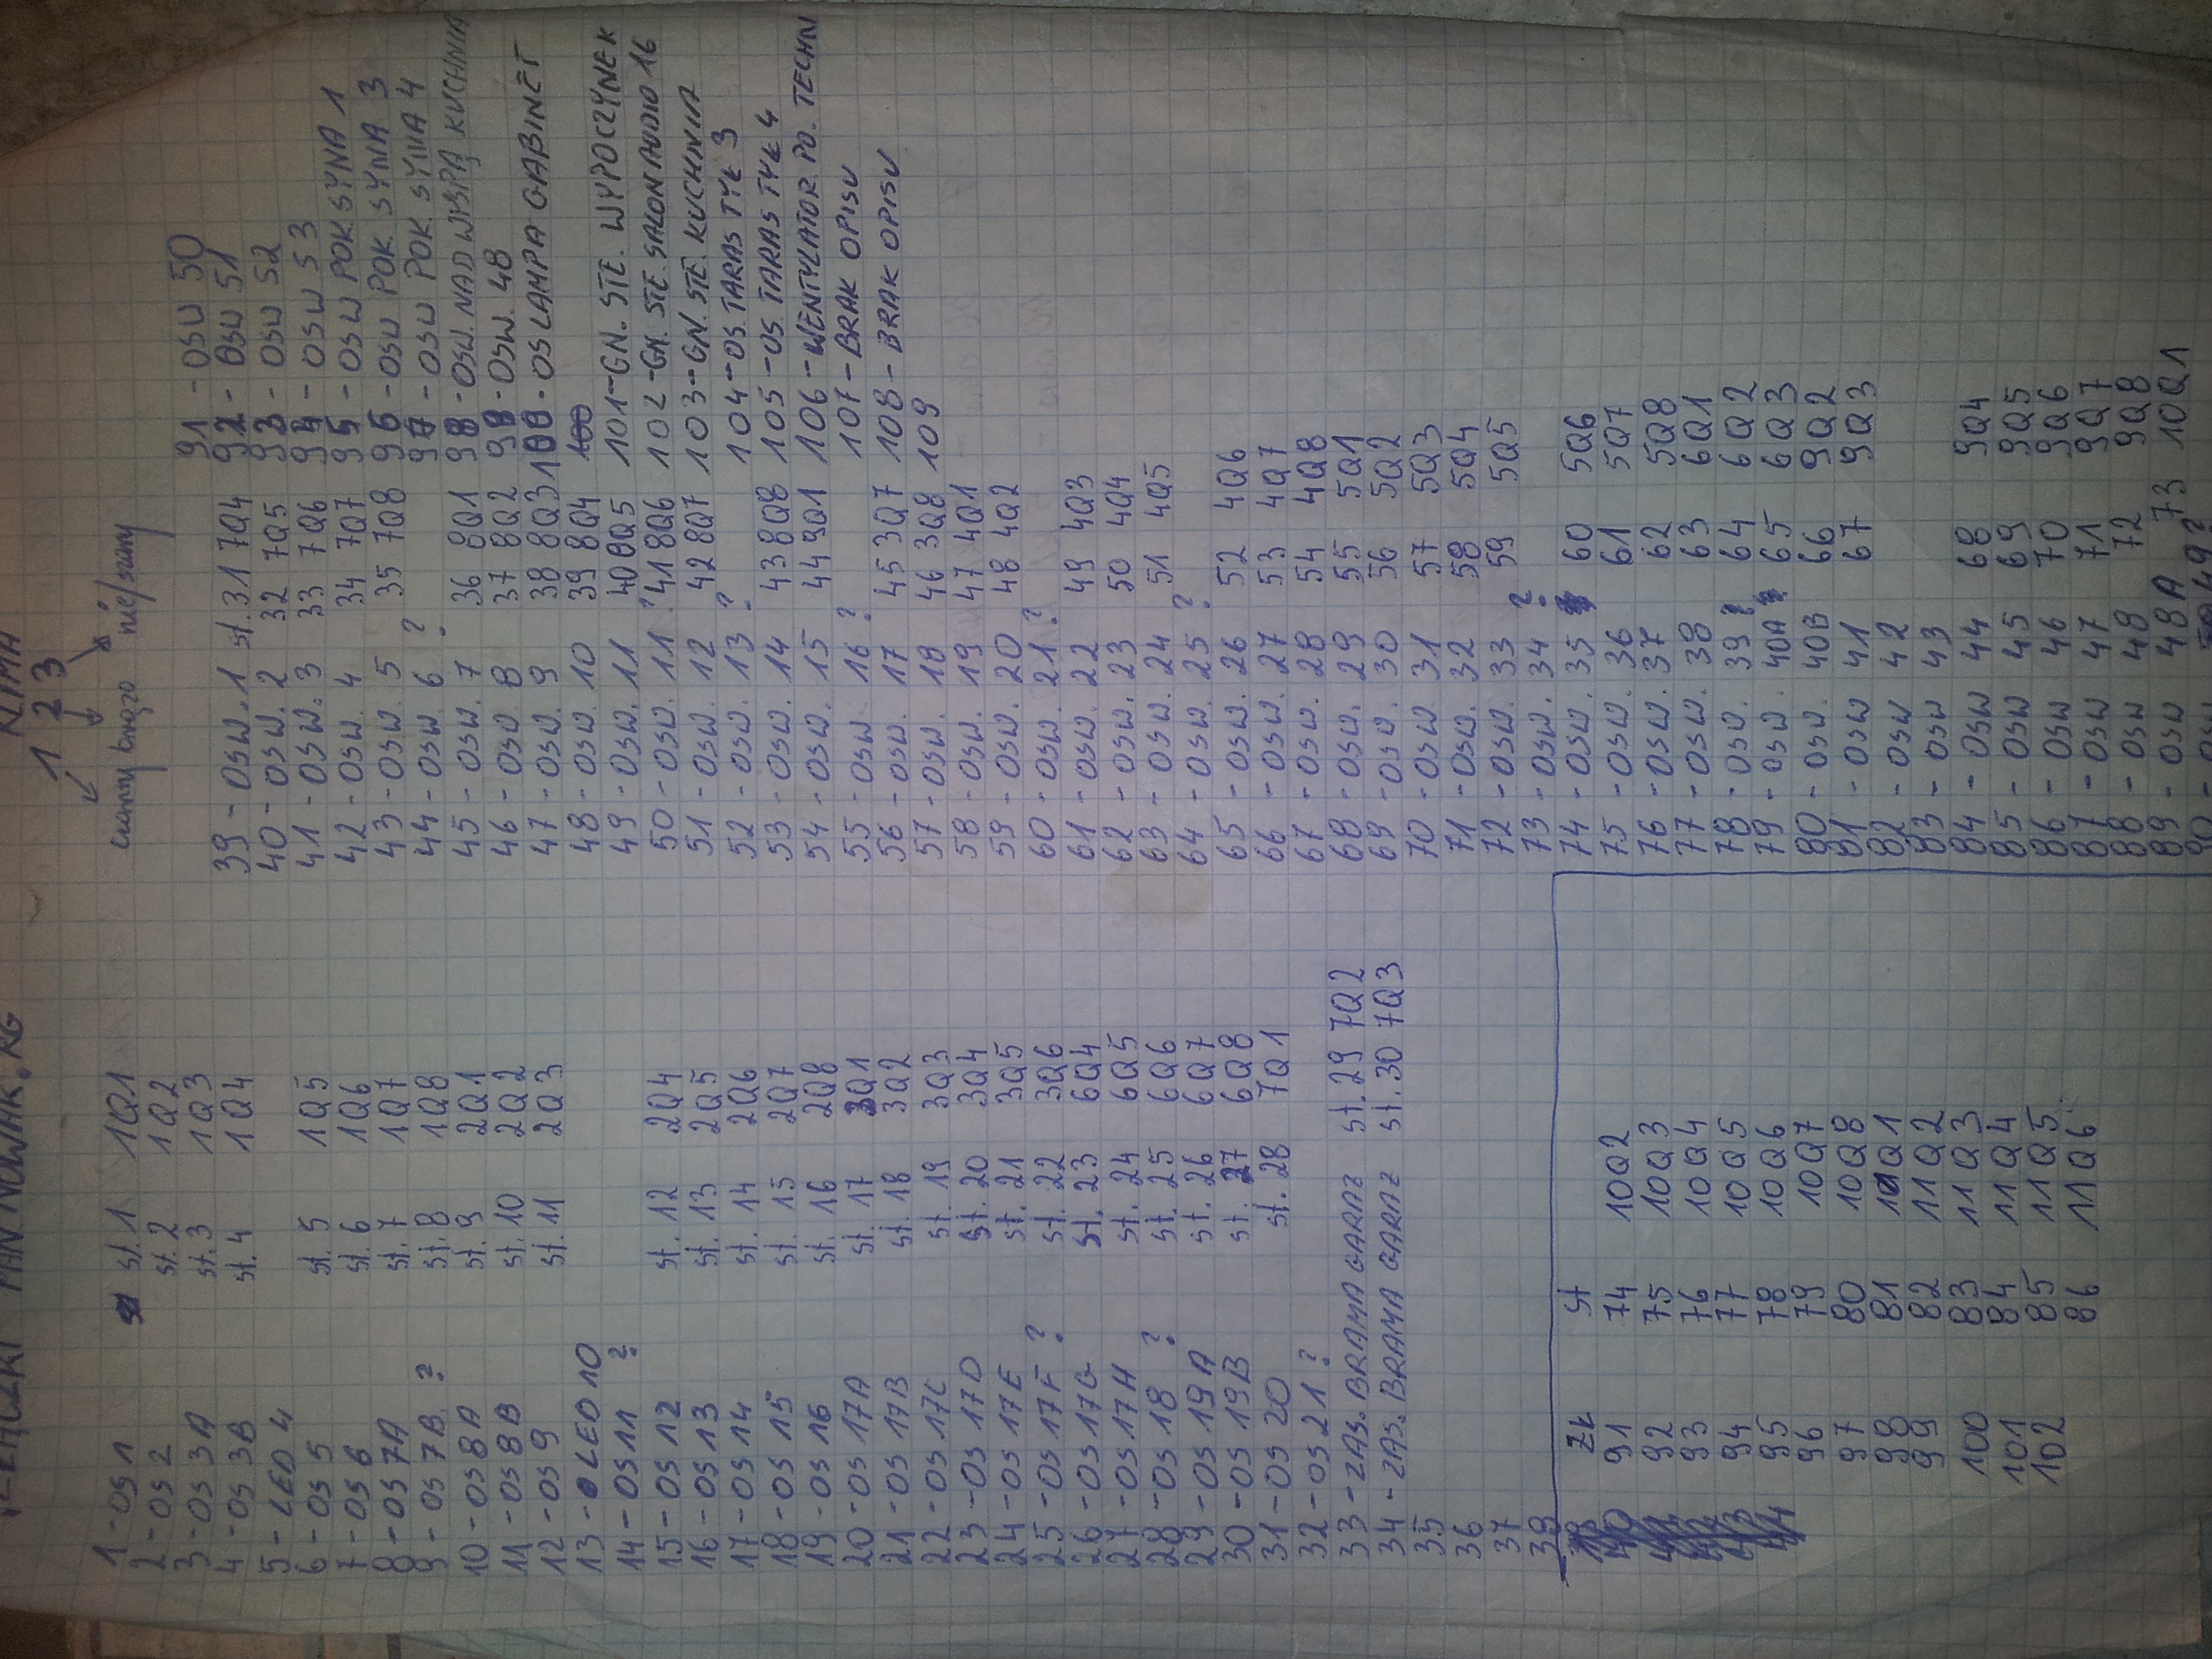 KLIMA
1 2 3
czarny brązo nie/szary
1 - OS 1 st. 1 1Q1
2 - OS 2 st. 2 1Q2
3 - OS 3A st. 3 1Q3
4 - OS 3B st. 4 1Q4
5 - LED 4
6 - OS 5 st. 5 1Q5
7 - OS 6 st. 6 1Q6
8 - OS 7A st. 7 1Q7
9 - OS 7B ? st. 8 1Q8
10 - OS 8A st. 9 2Q1
11 - OS 8B st. 10 2Q2
12 - OS 9 st. 11 2Q3
13 - LED 10
14 - OS 11 ?
15 - OS 12 st. 12 2Q4
16 - OS 13 st. 13 2Q5
17 - OS 14 st. 14 2Q6
18 - OS 15 st. 15 2Q7
19 - OS 16 st. 16 2Q8
20 - OS 17A st. 17 3Q1
21 - OS 17B st. 18 3Q2
22 - OS 17C st. 19 3Q3
23 - OS 17D st. 20 3Q4
24 - OS 17E st. 21 3Q5
25 - OS 17F ? st. 22 3Q6
26 - OS 17G st. 23 6Q4
27 - OS 17H st. 24 6Q5
28 - OS 18 ? st. 25 6Q6
29 - OS 19A st. 26 6Q7
30 - OS 19B st. 27 6Q8
31 - OS 20 st. 28 7Q1
32 - OS 21 ?
33 - ZAS. BRAMA GARAZ st. 29 7Q2
34 - ZAS. BRAMA GARAZ st. 30 7Q3
35
36
37
39
ZŁ st
91 74 10Q2
92 75 10Q3
93 76 10Q4
94 77 10Q5
95 78 10Q6
96 79 10Q7
97 80 10Q8
98 81 11Q1
99 82 11Q2
100 83 11Q3
101 84 11Q4
102 85 11Q5
86 11Q6
39 - OSW. 1 st. 31 7Q4
40 - OSW. 2 32 7Q5
41 - OSW. 3 33 7Q6
42 - OSW. 4 34 7Q7
43 - OSW. 5 35 7Q8
44 - OSW. 6 ?
45 - OSW. 7 36 8Q1
46 - OSW. 8 37 8Q2
47 - OSW. 9 38 8Q3
48 - OSW. 10 39 8Q4
49 - OSW. 11 40 8Q5
50 - OSW. 11 ? 41 8Q6
51 - OSW. 12 42 8Q7
52 - OSW. 13 ?
53 - OSW. 14 43 8Q8
54 - OSW. 15 44 9Q1
55 - OSW. 16 ?
56 - OSW. 17 45 3Q7
57 - OSW. 18 46 3Q8
58 - OSW. 19 47 4Q1
59 - OSW. 20 48 4Q2
60 - OSW. 21 ?
61 - OSW. 22 49 4Q3
62 - OSW. 23 50 4Q4
63 - OSW. 24 51 4Q5
64 - OSW. 25 ?
65 - OSW. 26 52 4Q6
66 - OSW. 27 53 4Q7
67 - OSW. 28 54 4Q8
68 - OSW. 29 55 5Q1
69 - OSW. 30 56 5Q2
70 - OSW. 31 57 5Q3
71 - OSW. 32 58 5Q4
72 - OSW. 33 59 5Q5
73 - OSW. 34 ?
74 - OSW. 35 60 5Q6
75 - OSW. 36 61 5Q7
76 - OSW. 37 62 5Q8
77 - OSW. 38 63 6Q1
78 - OSW. 39 64 6Q2
79 - OSW. 40A 65 6Q3
80 - OSW. 40B 66 9Q2
81 - OSW 41 67 9Q3
82 - OSW 42
83 - OSW 43
84 - OSW 44 68 9Q4
85 - OSW 45 69 9Q5
86 - OSW 46 70 9Q6
87 - OSW 47 71 9Q7
88 - OSW 48 72 9Q8
89 - OSW 48A 73 10Q1
91 - OSW 50
92 - OSW 51
93 - OSW 52
94 - OSW 53
95 - OSW POK. SYNA 1
96 - OSW POK. SYNA 3
97 - OSW POK. SYNA 4
98 - OSW. NAD WYSPĄ KUCHNIA
99 - OSW. 48
100 - OS LAMPA GABINET
100
101 - GN. STE. WYPOCZYNEK
102 - GN. STE. SALON AUDIO 16
103 - GN. STE. KUCHNIA
104 - OS. TARAS TYŁ 3
105 - OS. TARAS TYŁ 4
106 - WENTYLATOR. PO. TECHN
107 - BRAK OPISU
108 - BRAK OPISU
109